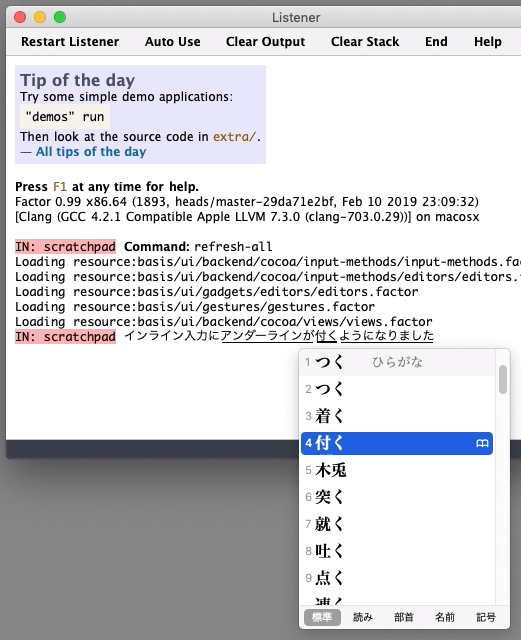 Listener
Restart Listener Auto Use Clear Output Clear Stack End Help
Tip of the day
Try some simple demo applications:
"demos" run
Then look at the source code in extra/.
— All tips of the day
Press F1 at any time for help.
Factor 0.99 x86.64 (1893, heads/master-29da71e2bf, Feb 10 2019 23:09:32)
[Clang (GCC 4.2.1 Compatible Apple LLVM 7.3.0 (clang-703.0.29))] on macosx
IN: scratchpad Command: refresh-all
Loading resource:basis/ui/backend/cocoa/input-methods/input-methods.fa
Loading resource:basis/ui/backend/cocoa/input-methods/editors/editors.
Loading resource:basis/ui/gadgets/editors/editors.factor
Loading resource:basis/ui/gestures/gestures.factor
Loading resource:basis/ui/backend/cocoa/views/views.factor
IN: scratchpad インライン入力にアンダーラインが付くようになりました
1 つく ひらがな
2 つく
3 着く
4 付く
5 木兎
6 突く
7 就く
8 吐く
9 点く
標準 読み 部首 名前 記号